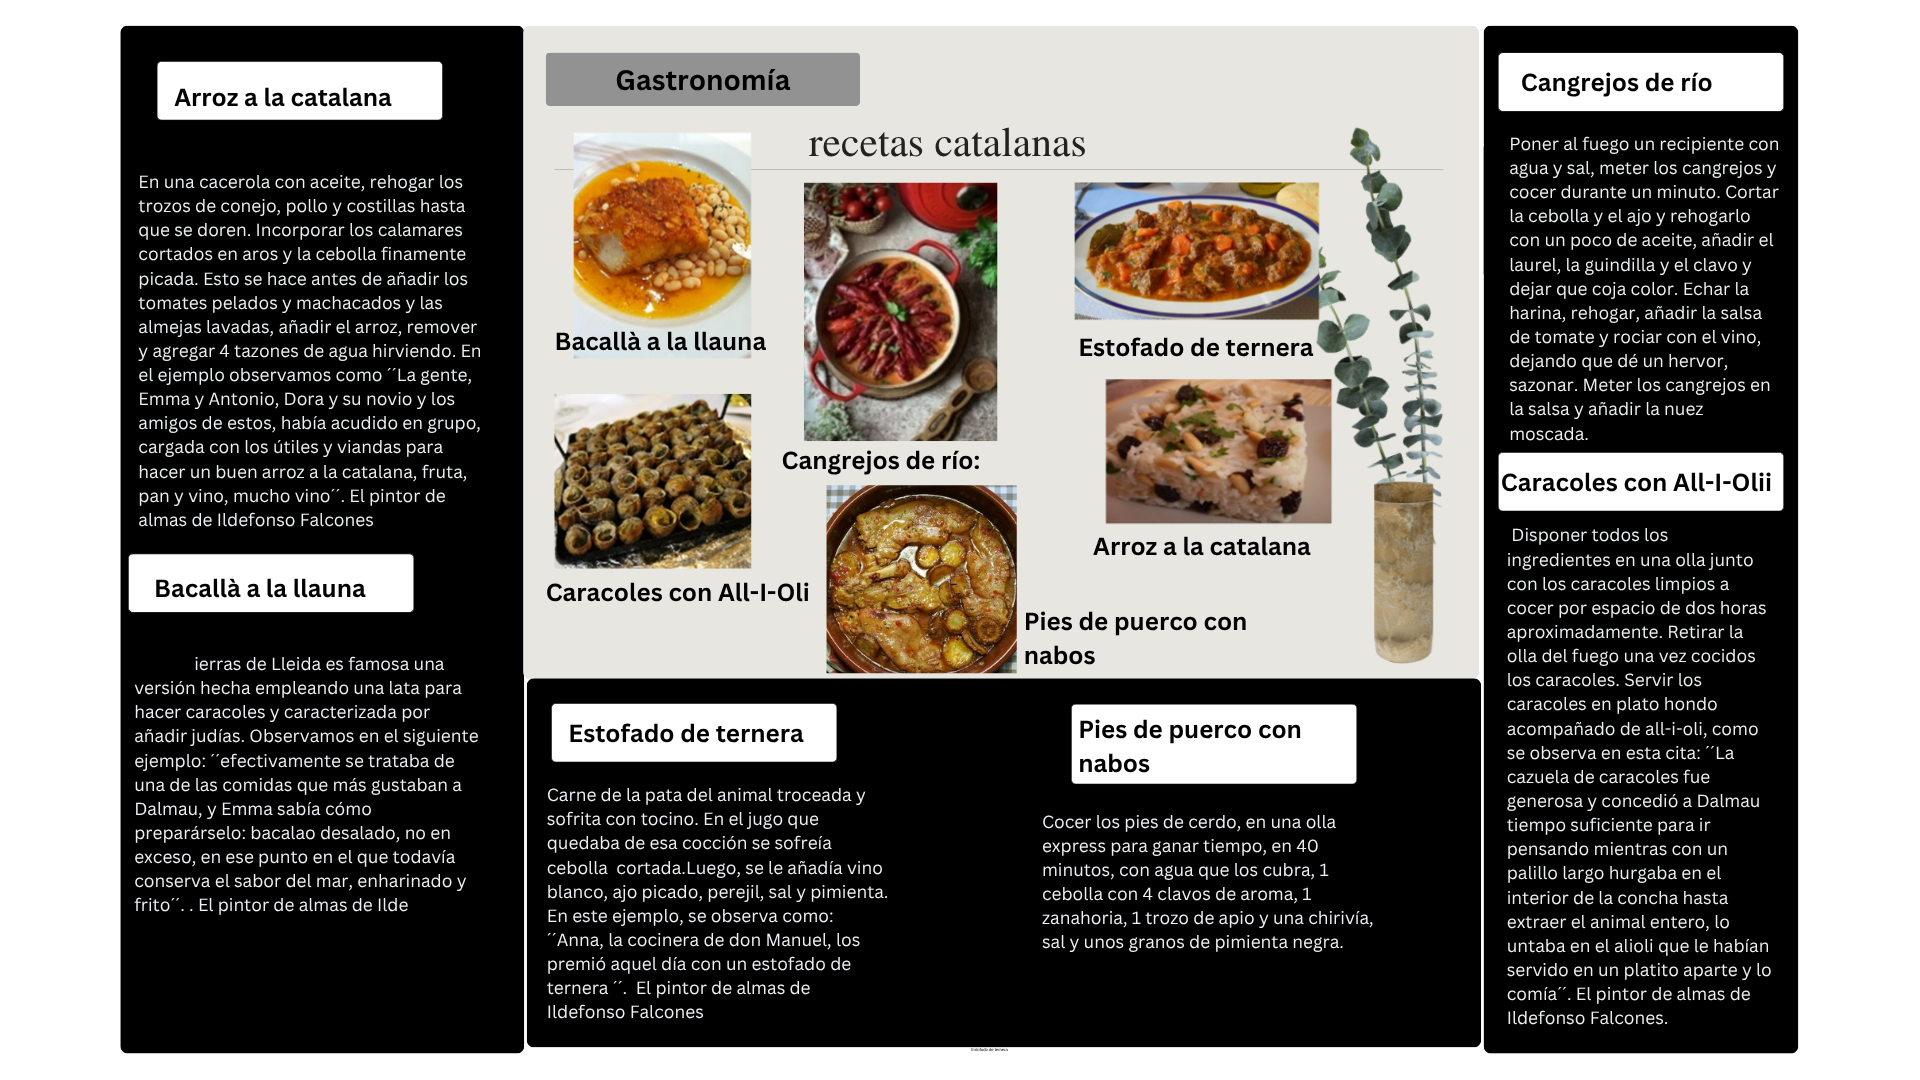 Arroz a la catalana
En una cacerola con aceite, rehogar los
trozos de conejo, pollo y costillas hasta
que se doren. Incorporar los calamares
cortados en aros y la cebolla finamente
picada. Esto se hace antes de añadir los
tomates pelados y machacados y las
almejas lavadas, añadir el arroz, remover
y agregar 4 tazones de agua hirviendo. En
el ejemplo observamos como ´´La gente,
Emma y Antonio, Dora y su novio y los
amigos de estos, había acudido en grupo,
cargada con los útiles y viandas para
hacer un buen arroz a la catalana, fruta,
pan y vino, mucho vino´´. El pintor de
almas de Ildefonso Falcones
Bacallà a la llauna
ierras de Lleida es famosa una
versión hecha empleando una lata para
hacer caracoles y caracterizada por
añadir judías. Observamos en el siguiente
ejemplo: ´´efectivamente se trataba de
una de las comidas que más gustaban a
Dalmau, y Emma sabía cómo
preparárselo: bacalao desalado, no en
exceso, en ese punto en el que todavía
conserva el sabor del mar, enharinado y
frito´´. . El pintor de almas de Ilde
Gastronomía
recetas catalanas
Bacallà a la llauna
Cangrejos de río:
Estofado de ternera
Caracoles con All-I-Oli
Arroz a la catalana
Pies de puerco con
nabos
Estofado de ternera
Carne de la pata del animal troceada y
sofrita con tocino. En el jugo que
quedaba de esa cocción se sofreía
cebolla  cortada.Luego, se le añadía vino
blanco, ajo picado, perejil, sal y pimienta.
En este ejemplo, se observa como:
´´Anna, la cocinera de don Manuel, los
premió aquel día con un estofado de
ternera ´´.  El pintor de almas de
Ildefonso Falcones
Pies de puerco con
nabos
Cocer los pies de cerdo, en una olla
express para ganar tiempo, en 40
minutos, con agua que los cubra, 1
cebolla con 4 clavos de aroma, 1
zanahoria, 1 trozo de apio y una chirivía,
sal y unos granos de pimienta negra.
Estofado de ternera
Cangrejos de río
Poner al fuego un recipiente con
agua y sal, meter los cangrejos y
cocer durante un minuto. Cortar
la cebolla y el ajo y rehogarlo
con un poco de aceite, añadir el
laurel, la guindilla y el clavo y
dejar que coja color. Echar la
harina, rehogar, añadir la salsa
de tomate y rociar con el vino,
dejando que dé un hervor,
sazonar. Meter los cangrejos en
la salsa y añadir la nuez
moscada.
Caracoles con All-I-Olii
Disponer todos los
ingredientes en una olla junto
con los caracoles limpios a
cocer por espacio de dos horas
aproximadamente. Retirar la
olla del fuego una vez cocidos
los caracoles. Servir los
caracoles en plato hondo
acompañado de all-i-oli, como
se observa en esta cita: ´´La
cazuela de caracoles fue
generosa y concedió a Dalmau
tiempo suficiente para ir
pensando mientras con un
palillo largo hurgaba en el
interior de la concha hasta
extraer el animal entero, lo
untaba en el alioli que le habían
servido en un platito aparte y lo
comía´´. El pintor de almas de
Ildefonso Falcones.